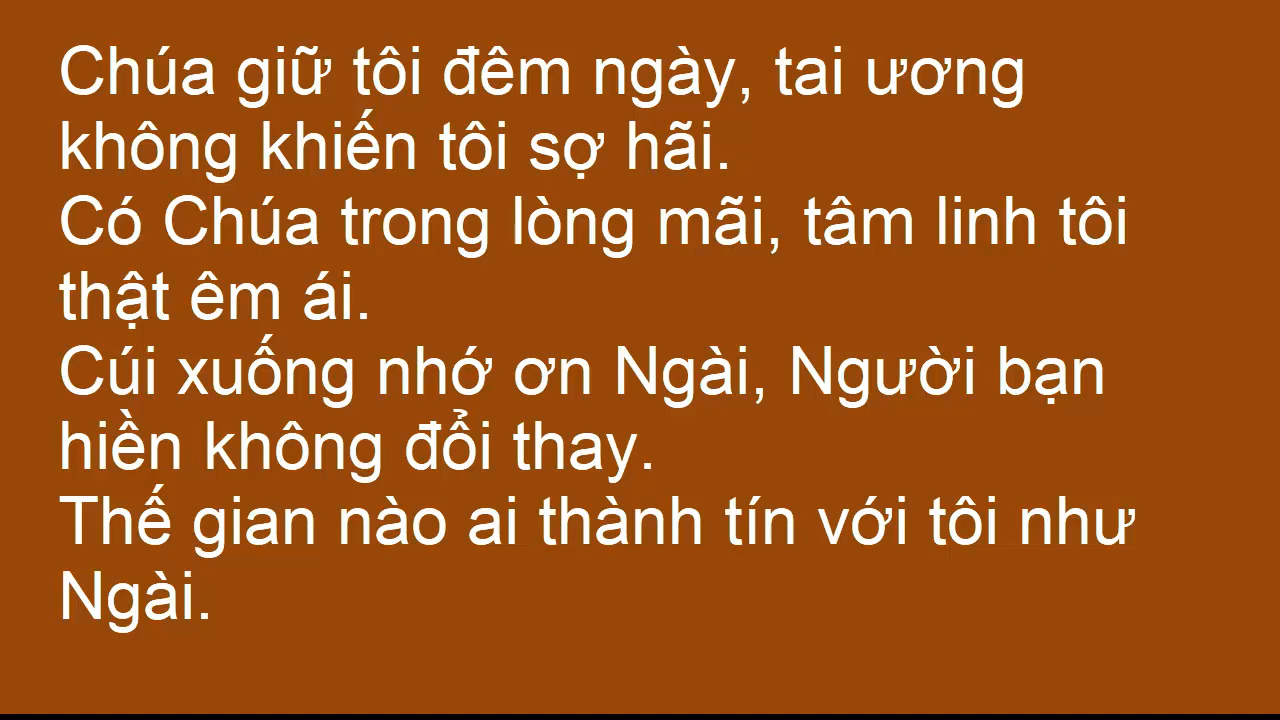 Chúa giữ tôi đêm ngày, tai ương
không khiến tôi sợ hãi.
Có Chúa trong lòng mãi, tâm linh tôi
thật êm ái.
Cúi xuống nhớ ơn Ngài, Người bạn
hiền không đổi thay.
Thế gian nào ai thành tín với tôi như
Ngài.